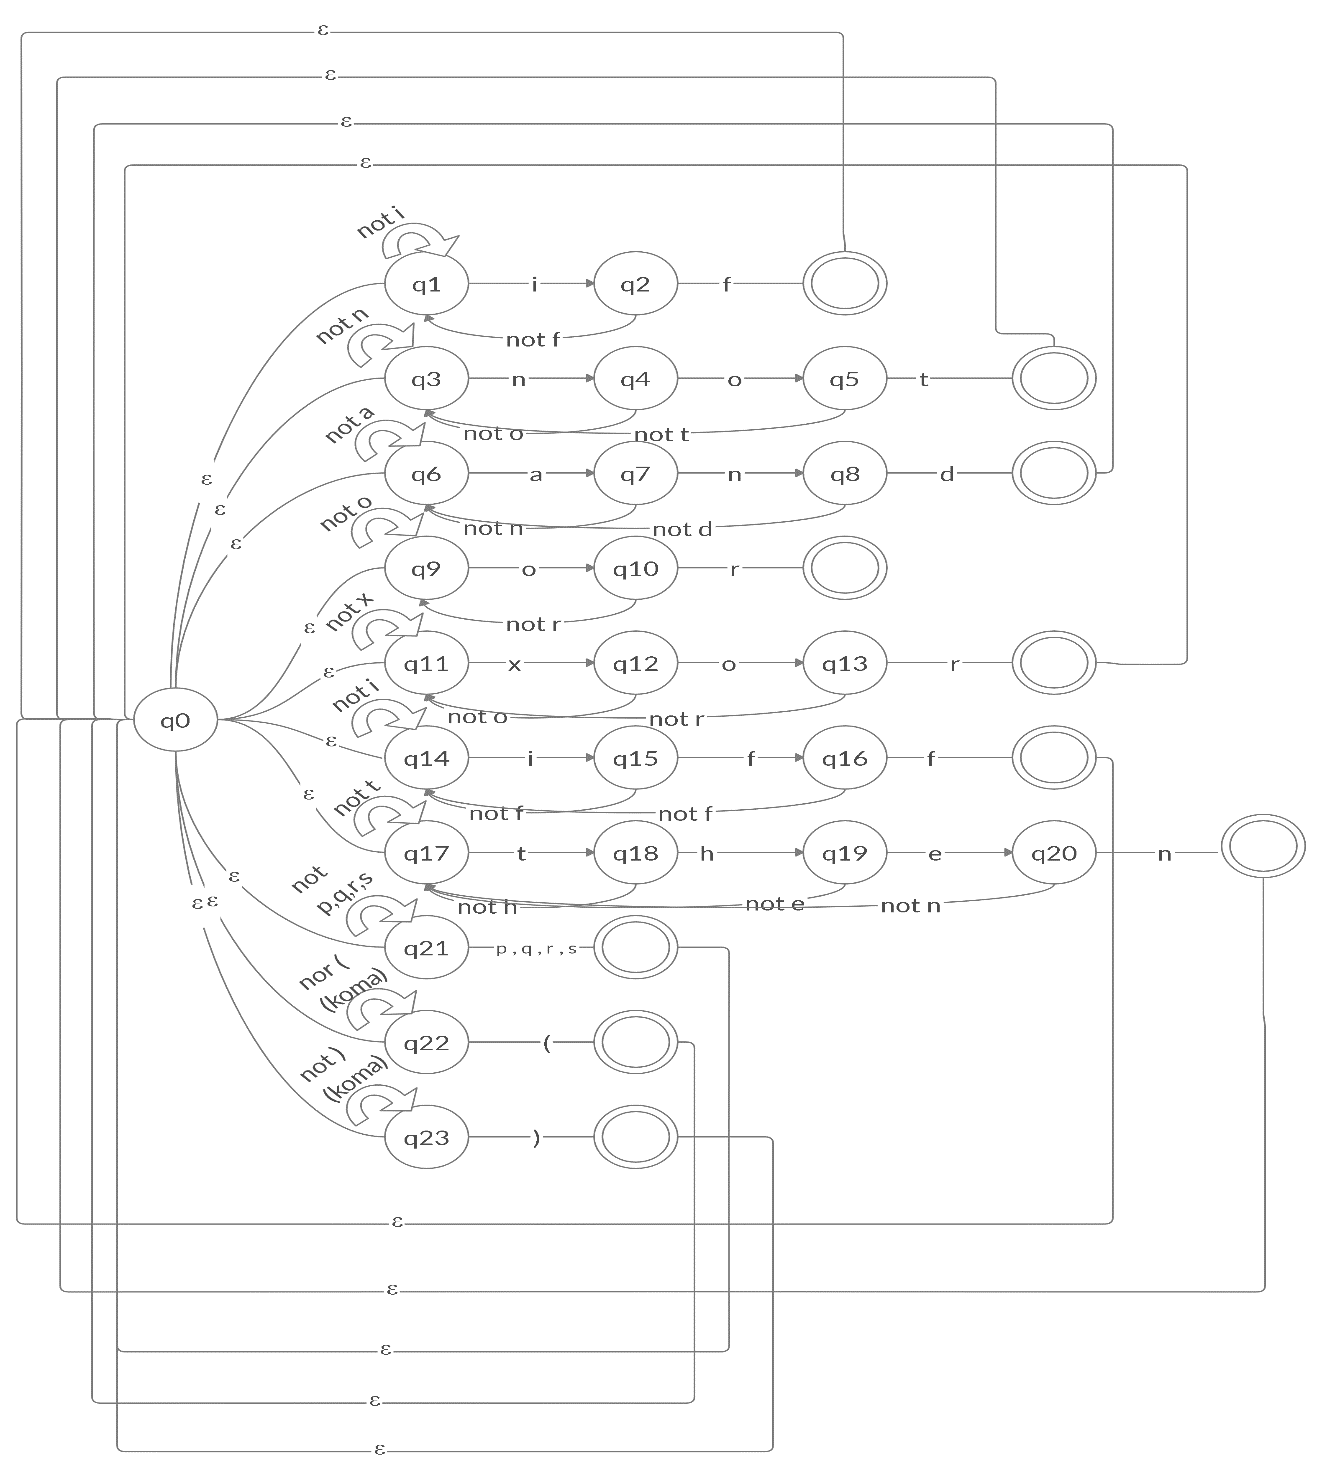 ε
ε
ε
ε
not i
q1 i q2 f
not f
not n
q3 n q4 o q5 t
not o not t
not a
ε
q6 a q7 n q8 d
ε
not n not d
not o
ε
q9 o q10 r
not r
not x
ε
q11 x q12 o q13 r
ε
not o not r
not i
q0
ε
q14 i q15 f q16 f
not f not f
not t
ε
q17 t q18 h q19 e q20 n
not h not e not n
not
p,q,r,s
ε
εε
q21 p,q,r,s
nor (
(koma)
q22 (
not )
(koma)
q23 )
ε
ε
ε
ε
ε